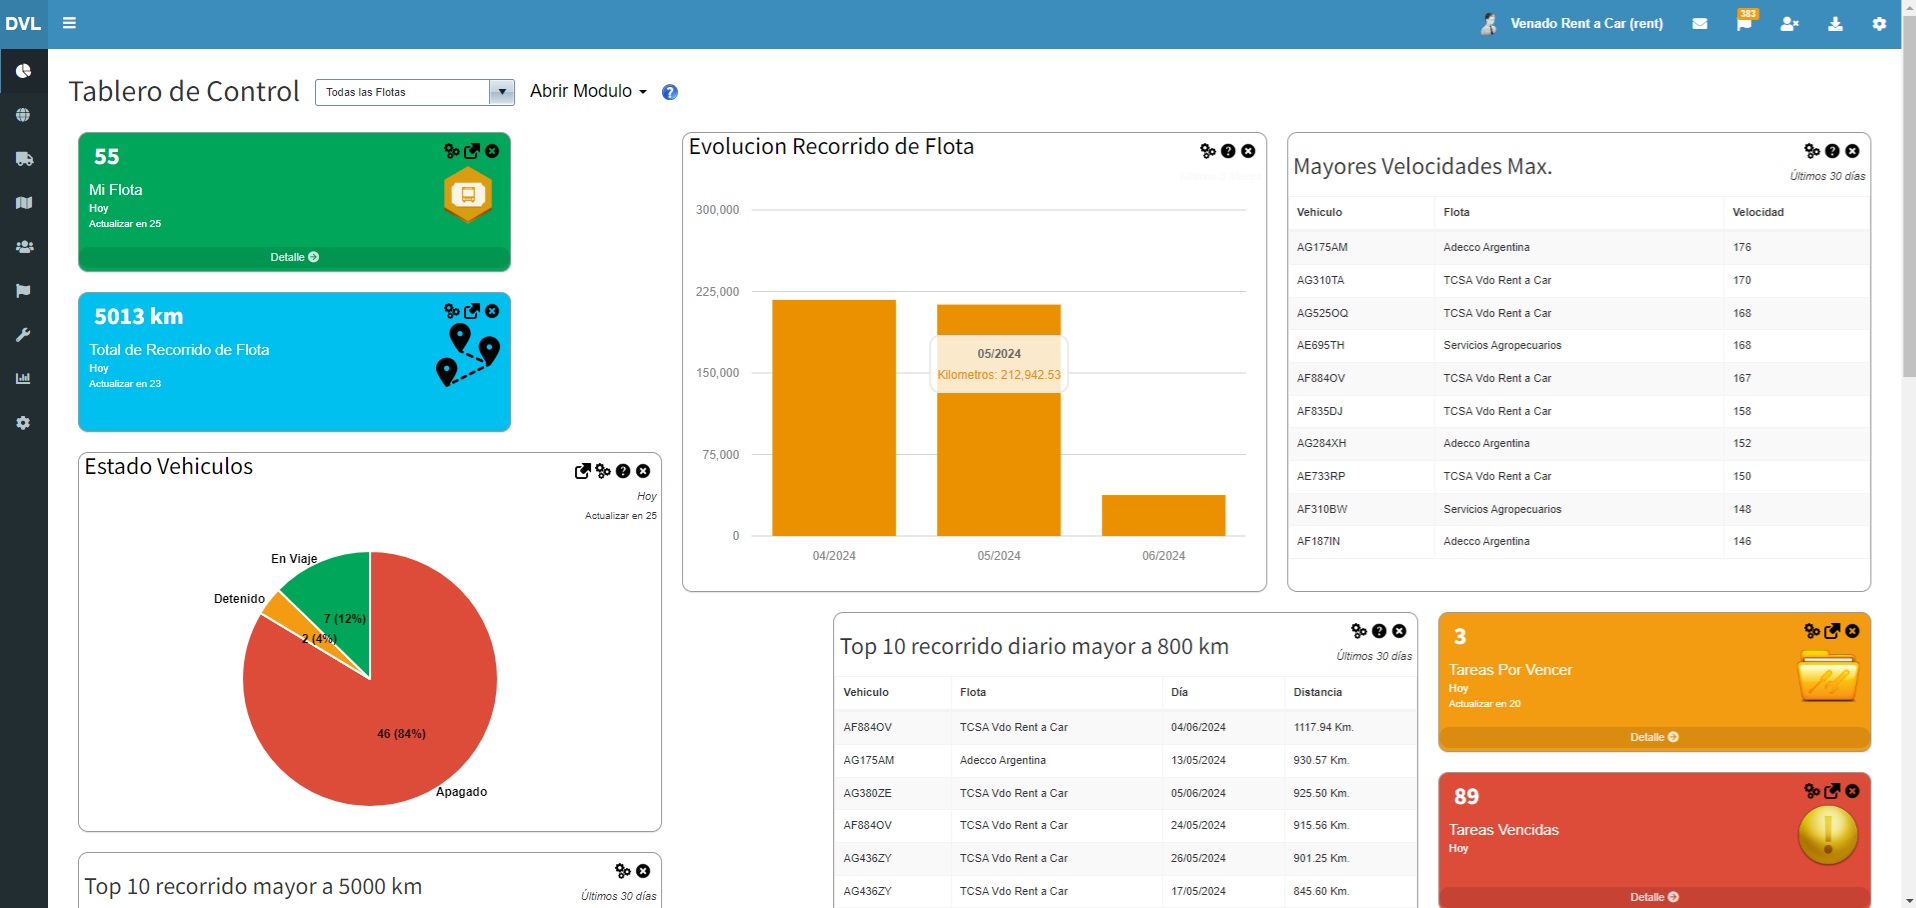 DVL
Venado Rent a Car (rent)
383
Tablero de Control
Todas las Flotas
Abrir Modulo
55
Mi Flota
Hoy
Actualizar en 25
Detalle
5013 km
Total de Recorrido de Flota
Hoy
Actualizar en 23
Estado Vehiculos
Hoy
Actualizar en 25
En Viaje
Detenido
7 (12%)
2 (4%)
46 (84%)
Apagado
Top 10 recorrido mayor a 5000 km
Últimos 30 días
Evolucion Recorrido de Flota
300,000
225,000
150,000
75,000
0
05/2024
Kilometros: 212,942.53
04/2024 05/2024 06/2024
Mayores Velocidades Max.
Últimos 30 días
Vehiculo Flota Velocidad
AG175AM Adecco Argentina 176
AG310TA TCSA Vdo Rent a Car 170
AG525OQ TCSA Vdo Rent a Car 168
AE695TH Servicios Agropecuarios 168
AF884OV TCSA Vdo Rent a Car 167
AF835DJ TCSA Vdo Rent a Car 158
AG284XH Adecco Argentina 152
AE733RP TCSA Vdo Rent a Car 150
AF310BW Servicios Agropecuarios 148
AF187IN Adecco Argentina 146
Top 10 recorrido diario mayor a 800 km
Últimos 30 días
Vehiculo Flota Día Distancia
AF884OV TCSA Vdo Rent a Car 04/06/2024 1117.94 Km.
AG175AM Adecco Argentina 13/05/2024 930.57 Km.
AG380ZE TCSA Vdo Rent a Car 05/06/2024 925.50 Km.
AF884OV TCSA Vdo Rent a Car 24/05/2024 915.56 Km.
AG436ZY TCSA Vdo Rent a Car 26/05/2024 901.25 Km.
AG436ZY TCSA Vdo Rent a Car 17/05/2024 845.60 Km.
3
Tareas Por Vencer
Hoy
Actualizar en 20
Detalle
89
Tareas Vencidas
Hoy
Detalle